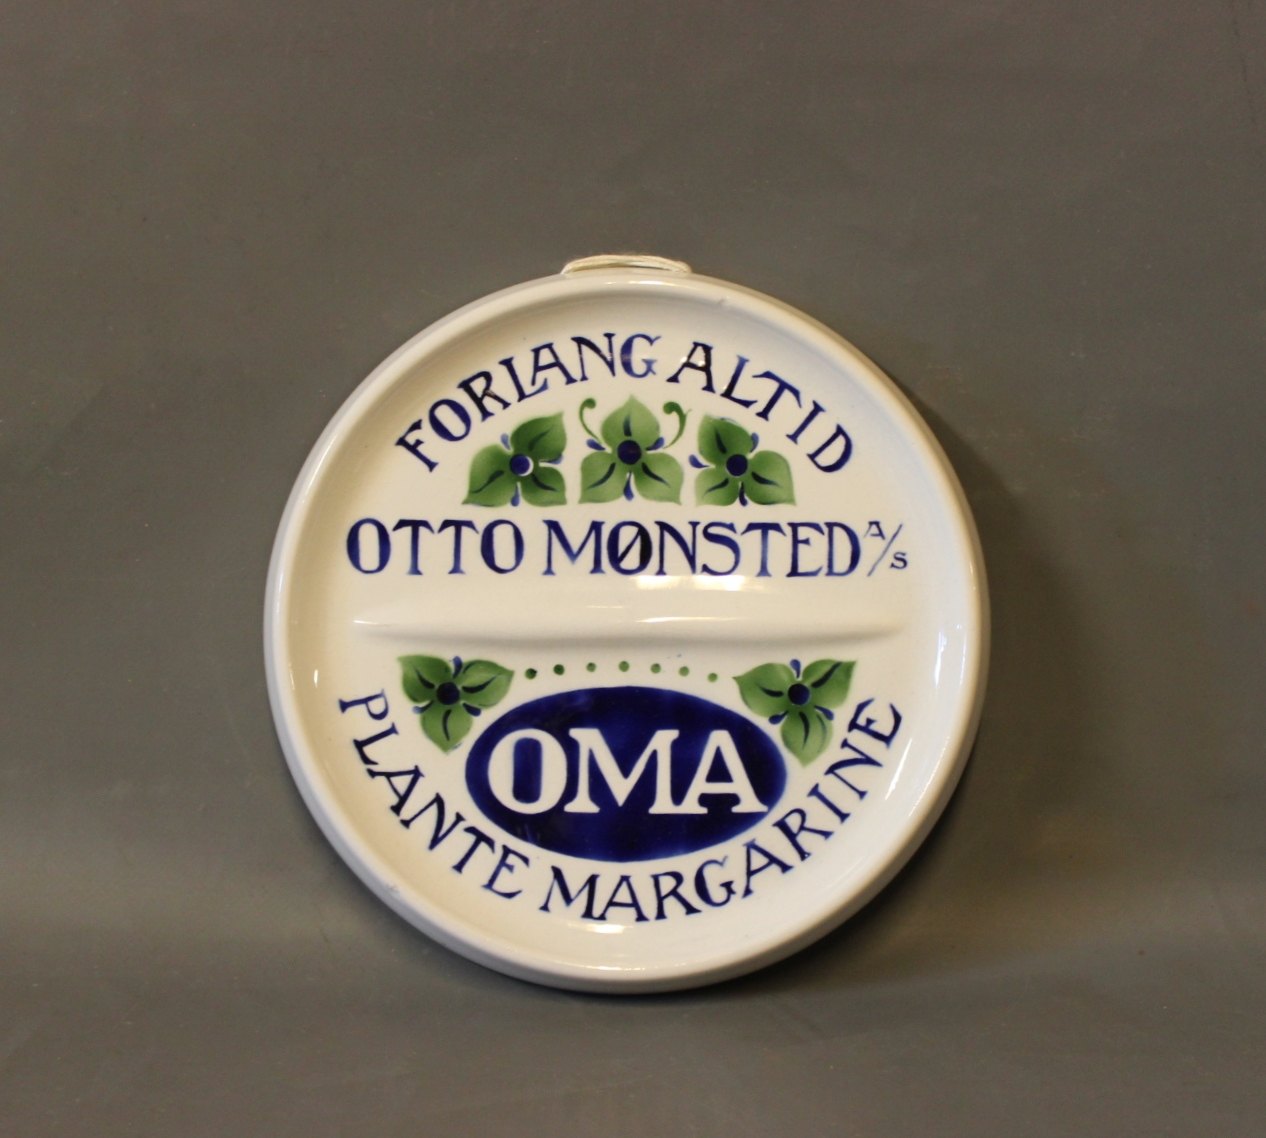 FORLANG ALTID
OTTO MØNSTED A/S
OMA
PLANTE MARGARINE